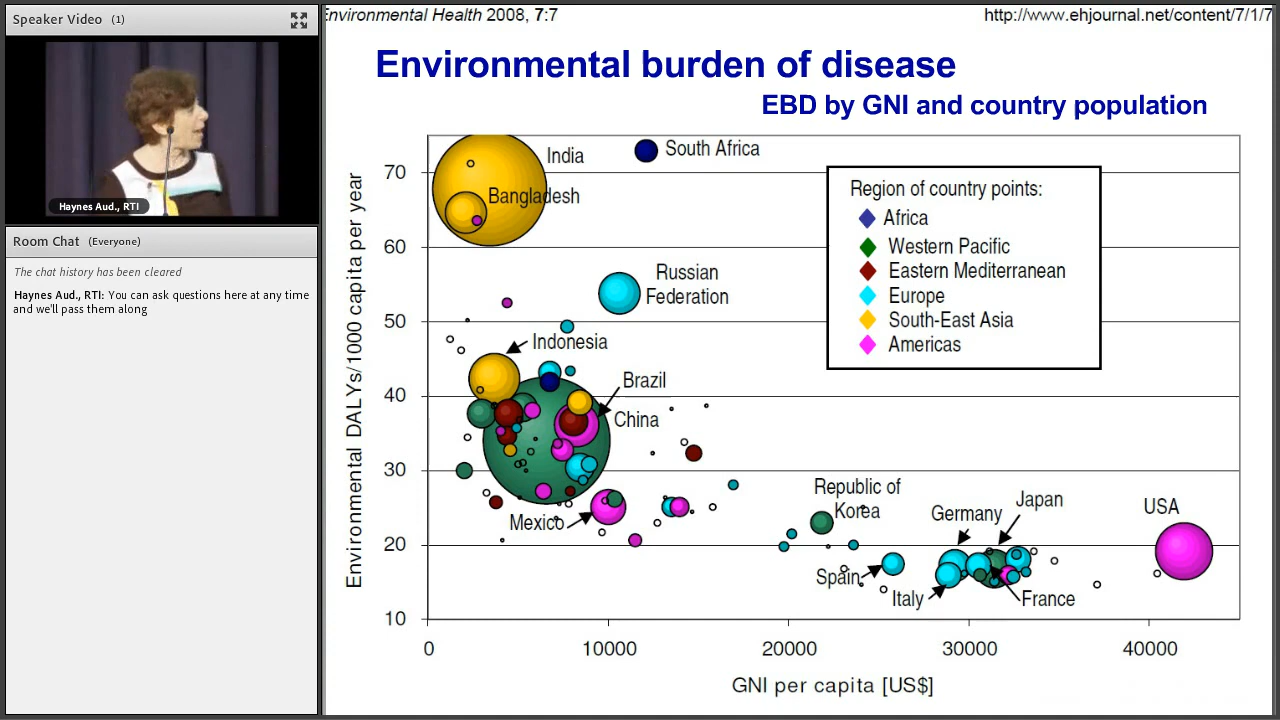 Speaker Video (1)
Haynes Aud., RTI
Room Chat (Everyone)
The chat history has been cleared
Haynes Aud., RTI: You can ask questions here at any time
and we'll pass them along
Environmental Health 2008, 7:7
http://www.ehjournal.net/content/7/1/7
Environmental burden of disease
EBD by GNI and country population
Environmental DALYs/1000 capita per year
70
60
50
40
30
20
10
India
South Africa
Bangladesh
Russian
Federation
Indonesia
Brazil
China
Mexico
Republic of
Korea
Germany
Japan
USA
Spain
Italy
France
Region of country points:
Africa
Western Pacific
Eastern Mediterranean
Europe
South-East Asia
Americas
0
10000
20000
30000
40000
GNI per capita [US$]